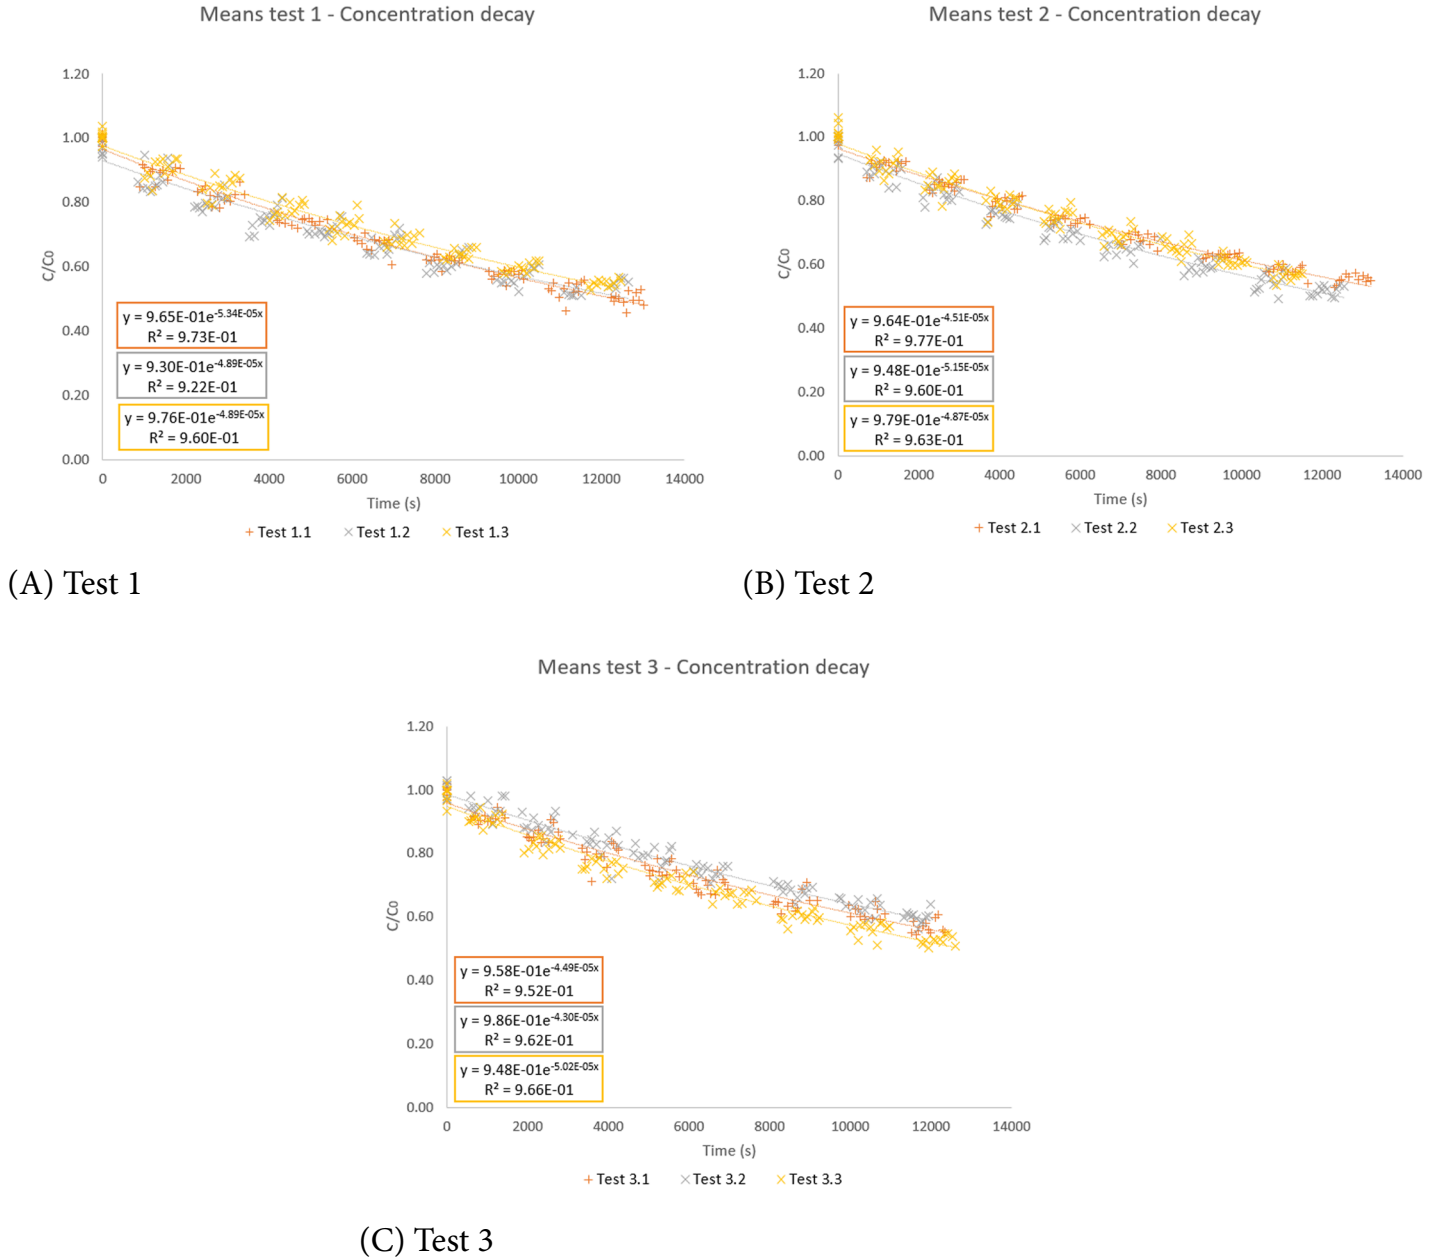 Means test 1 - Concentration decay
1.20
1.00
0.80
0.60
0.40
0.20
0.00
C/C0
y = 9.65E-01e-5.34E-05x
R² = 9.73E-01
y = 9.30E-01e-4.89E-05x
R² = 9.22E-01
y = 9.76E-01e-4.89E-05x
R² = 9.60E-01
0 2000 4000 6000 8000 10000 12000 14000
Time (s)
Test 1.1 Test 1.2 Test 1.3
(A) Test 1
Means test 2 - Concentration decay
1.20
1.00
0.80
0.60
0.40
0.20
0.00
C/C0
y = 9.64E-01e-4.51E-05x
R² = 9.77E-01
y = 9.48E-01e-5.15E-05x
R² = 9.60E-01
y = 9.79E-01e-4.87E-05x
R² = 9.63E-01
0 2000 4000 6000 8000 10000 12000 14000
Time (s)
Test 2.1 Test 2.2 Test 2.3
(B) Test 2
Means test 3 - Concentration decay
1.20
1.00
0.80
0.60
0.40
0.20
0.00
C/C0
y = 9.58E-01e-4.49E-05x
R² = 9.52E-01
y = 9.86E-01e-4.30E-05x
R² = 9.62E-01
y = 9.48E-01e-5.02E-05x
R² = 9.66E-01
0 2000 4000 6000 8000 10000 12000 14000
Time (s)
Test 3.1 Test 3.2 Test 3.3
(C) Test 3